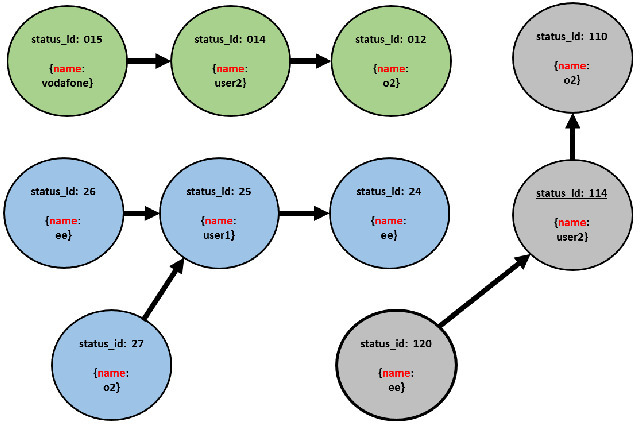 status_id: 015
{name:
vodafone}
status_id: 014
{name:
user2}
status_id: 012
{name:
o2}
status_id: 110
{name:
o2}
status_id: 26
{name:
ee}
status_id: 25
{name:
user1}
status_id: 24
{name:
ee}
status_id: 114
{name:
user2}
status_id: 27
{name:
o2}
status_id: 120
{name:
ee}